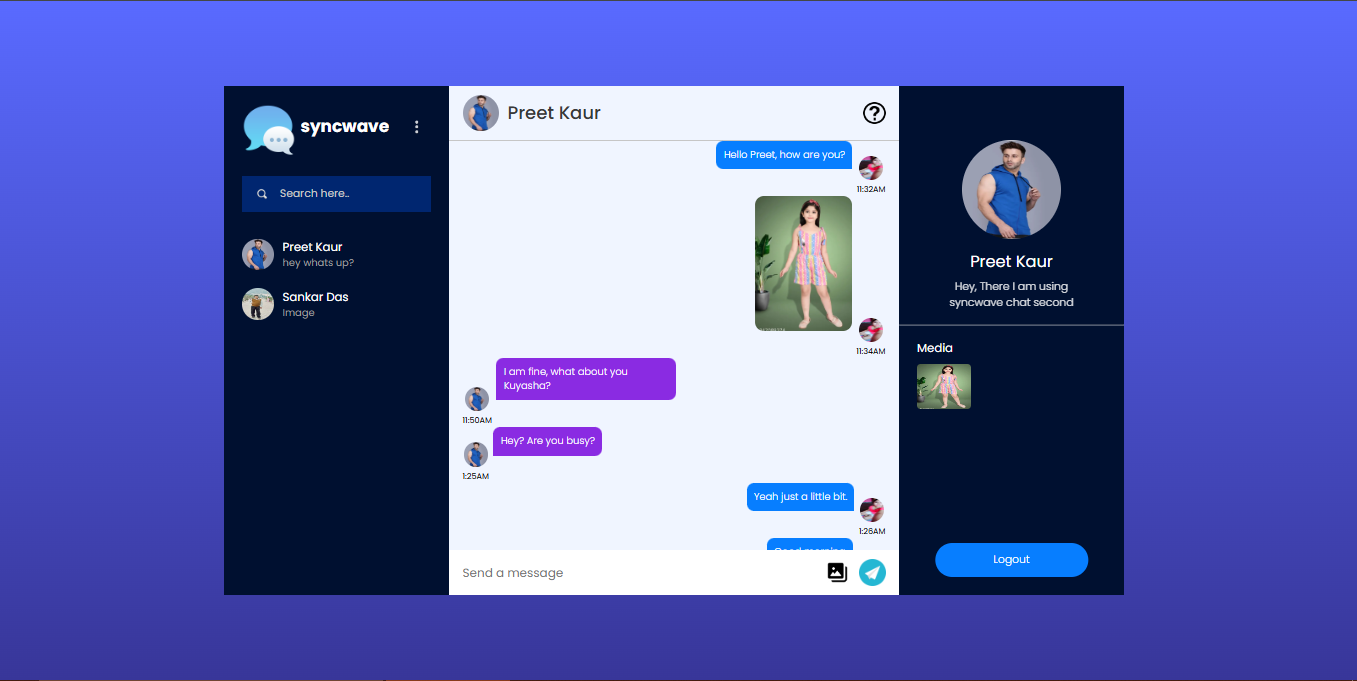 syncwave
Search here..
Preet Kaur
hey whats up?
Sankar Das
Image
Preet Kaur
Hello Preet, how are you?
11:32AM
11:34AM
I am fine, what about you
Kuyasha?
11:50AM
Hey? Are you busy?
1:25AM
Yeah just a little bit.
1:26AM
Good morning
Send a message
Preet Kaur
Hey, There I am using
syncwave chat second
Media
Logout